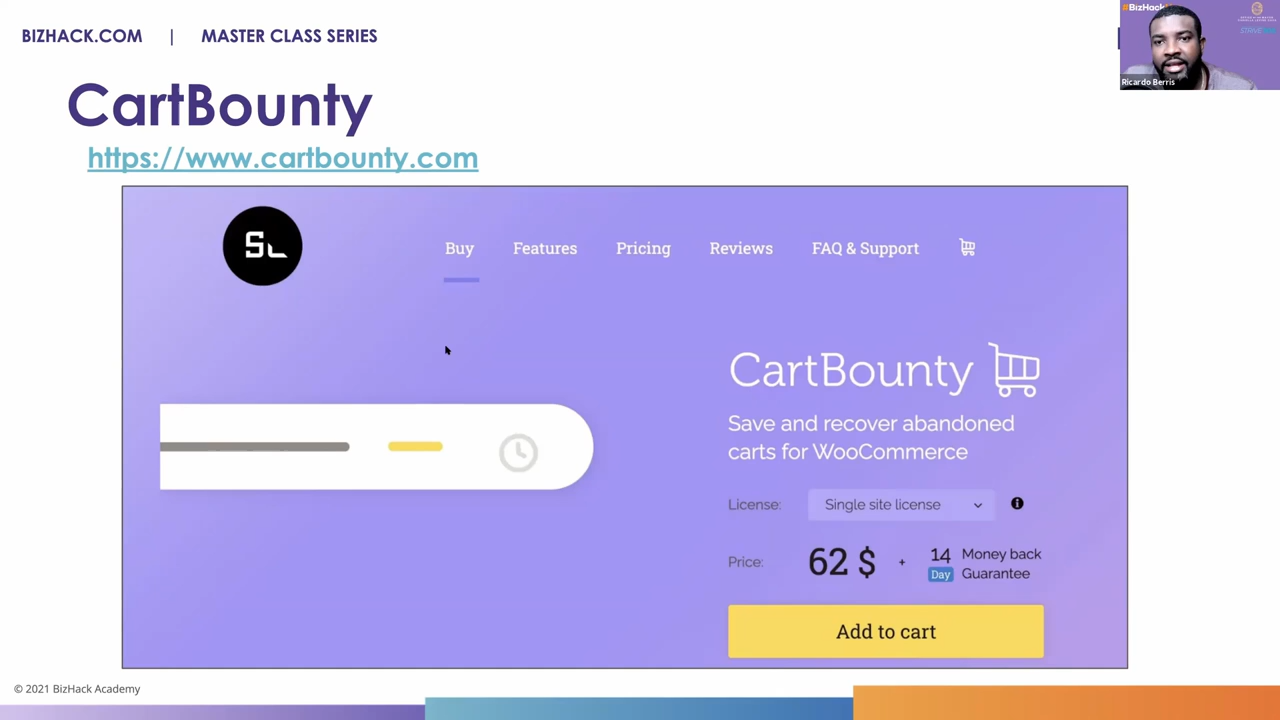 BIZHACK.COM | MASTER CLASS SERIES
#BizHack
Ricardo Berris
CartBounty
https://www.cartbounty.com
SL
Buy Features Pricing Reviews FAQ & Support
CartBounty
Save and recover abandoned
carts for WooCommerce
License: Single site license
Price: 62 $ + 14 Day Money back Guarantee
Add to cart
© 2021 BizHack Academy